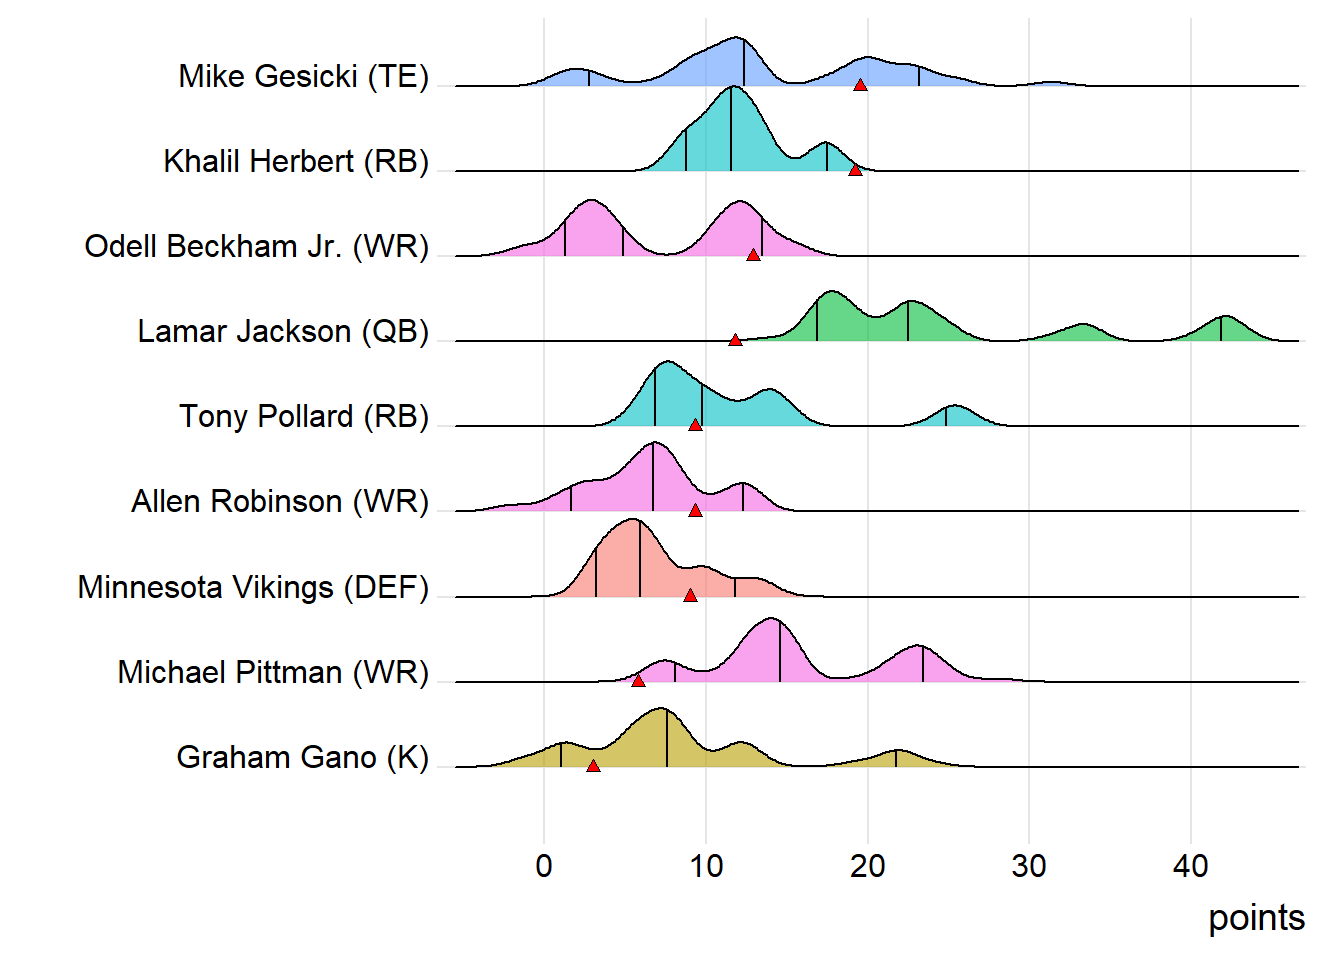 Mike Gesicki (TE)
Khalil Herbert (RB)
Odell Beckham Jr. (WR)
Lamar Jackson (QB)
Tony Pollard (RB)
Allen Robinson (WR)
Minnesota Vikings (DEF)
Michael Pittman (WR)
Graham Gano (K)
0 10 20 30 40
points